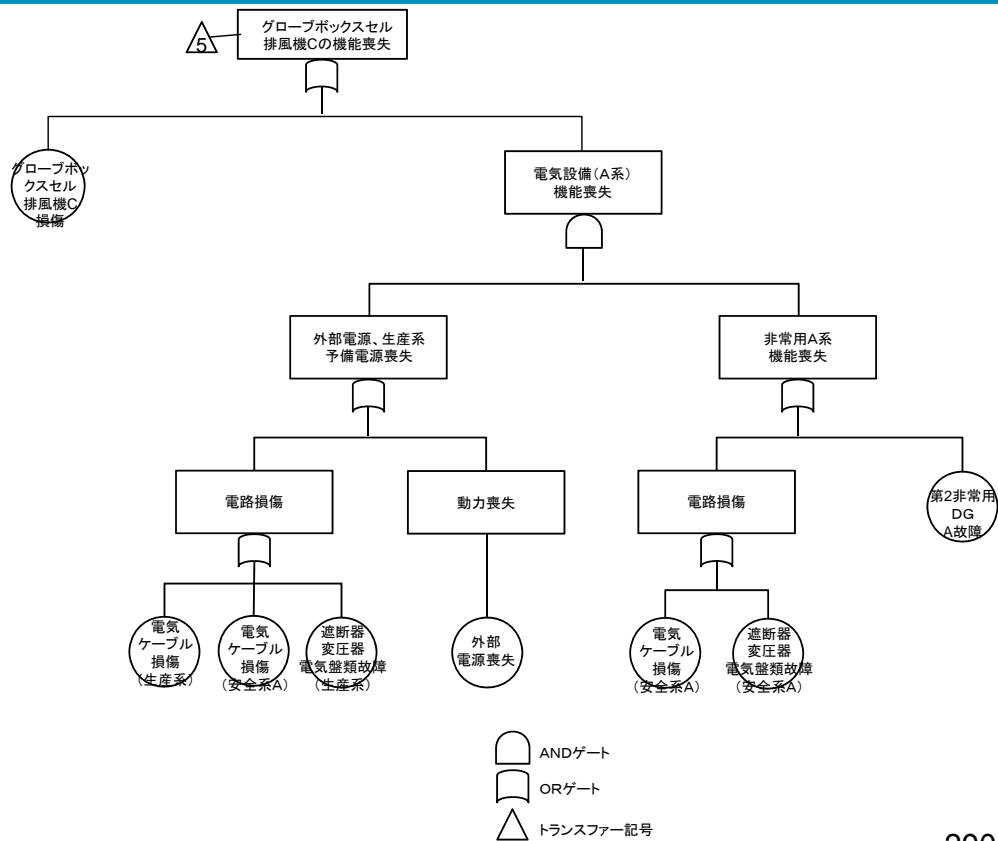 グローブボックスセル
排風機Cの機能喪失
5
グローブボッ
クスセル
排風機C
損傷
電気設備(A系)
機能喪失
外部電源、生産系
予備電源喪失
非常用A系
機能喪失
電路損傷
動力喪失
電路損傷
第2非常用
DG
A故障
電気
ケーブル
損傷
(生産系)
電気
ケーブル
損傷
(安全系A)
遮断器
変圧器
電気盤類故障
(生産系)
外部
電源喪失
電気
ケーブル
損傷
(安全系A)
遮断器
変圧器
電気盤類故障
(安全系A)
ANDゲート
ORゲート
トランスファー記号